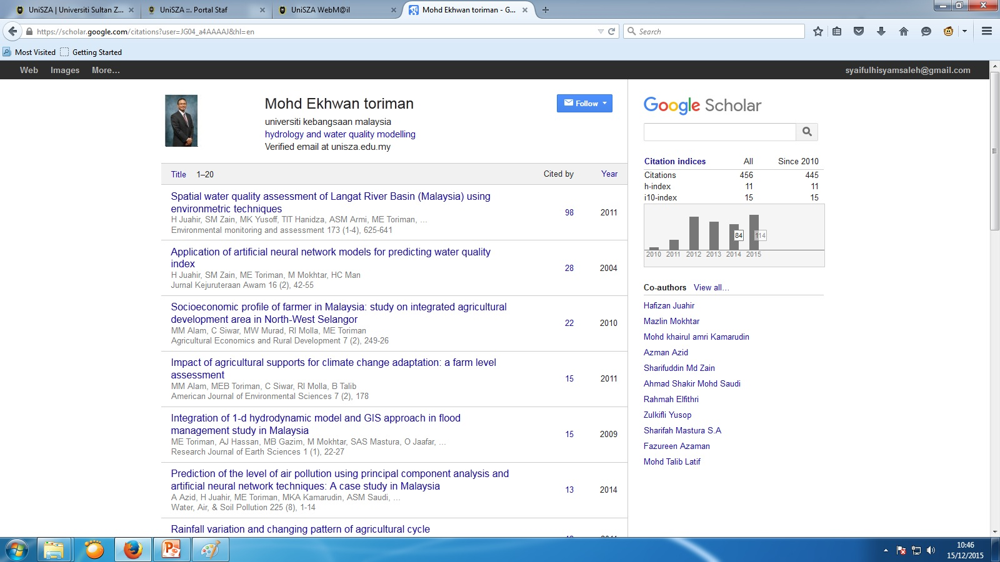 UniSZA | Universiti Sultan Z...
UniSZA ::. Portal Staf
UniSZA WebM@il
Mohd Ekhwan toriman - G...
https://scholar.google.com/citations?user=JG04_a4AAAAJ&hl=en
Search
Most Visited
Getting Started
Web Images More...
syaifulhisyamsaleh@gmail.com
Mohd Ekhwan toriman
universiti kebangsaan malaysia
hydrology and water quality modelling
Verified email at unisza.edu.my
Follow
Title 1–20 Cited by Year
Spatial water quality assessment of Langat River Basin (Malaysia) using
environmetric techniques
H Juahir, SM Zain, MK Yusoff, TIT Hanidza, ASM Armi, ME Toriman, ...
Environmental monitoring and assessment 173 (1-4), 625-641
98 2011
Application of artificial neural network models for predicting water quality
index
H Juahir, SM Zain, ME Toriman, M Mokhtar, HC Man
Jurnal Kejuruteraan Awam 16 (2), 42-55
28 2004
Socioeconomic profile of farmer in Malaysia: study on integrated agricultural
development area in North-West Selangor
MM Alam, C Siwar, MW Murad, RI Molla, ME Toriman
Agricultural Economics and Rural Development 7 (2), 249-26
22 2010
Impact of agricultural supports for climate change adaptation: a farm level
assessment
MM Alam, MEB Toriman, C Siwar, RI Molla, B Talib
American Journal of Environmental Sciences 7 (2), 178
15 2011
Integration of 1-d hydrodynamic model and GIS approach in flood
management study in Malaysia
ME Toriman, AJ Hassan, MB Gazim, M Mokhtar, SAS Mastura, O Jaafar, ...
Research Journal of Earth Sciences 1 (1), 22-27
15 2009
Prediction of the level of air pollution using principal component analysis and
artificial neural network techniques: A case study in Malaysia
A Azid, H Juahir, ME Toriman, MKA Kamarudin, ASM Saudi, ...
Water, Air, & Soil Pollution 225 (8), 1-14
13 2014
Rainfall variation and changing pattern of agricultural cycle
Google Scholar
Citation indices All Since 2010
Citations 456 445
h-index 11 11
i10-index 15 15
84 114
2010 2011 2012 2013 2014 2015
Co-authors View all...
Hafizan Juahir
Mazlin Mokhtar
Mohd khairul amri Kamarudin
Azman Azid
Sharifuddin Md Zain
Ahmad Shakir Mohd Saudi
Rahmah Elfithri
Zulkifli Yusop
Sharifah Mastura S.A
Fazureen Azaman
Mohd Talib Latif
10:46
15/12/2015